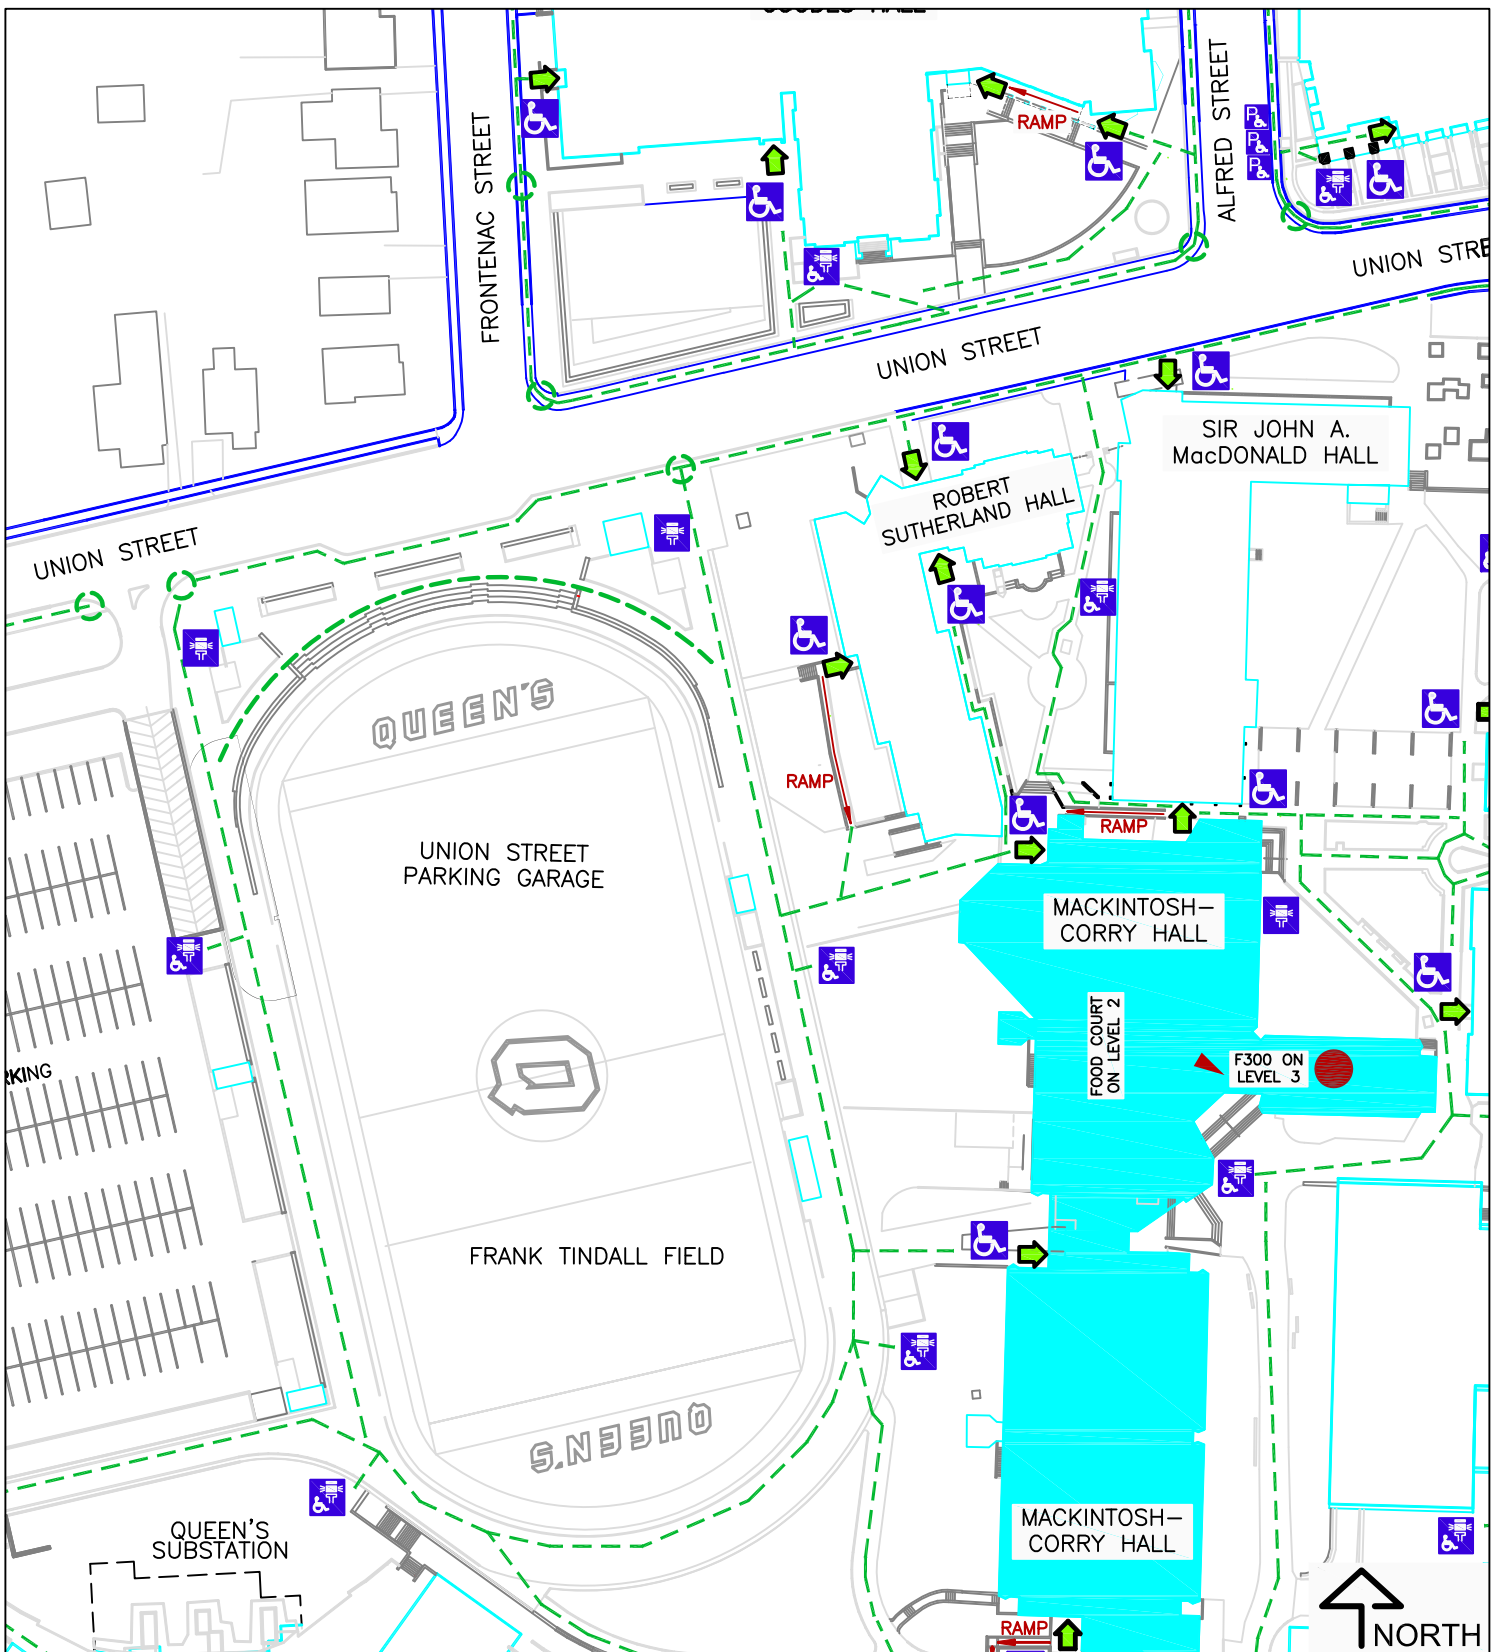 FRONTENAC STREET
ALFRED STREET
RAMP
P
P
P
UNION STRE
UNION STREET
SIR JOHN A.
MacDONALD HALL
ROBERT
SUTHERLAND HALL
UNION STREET
QUEEN'S
RAMP
RAMP
UNION STREET
PARKING GARAGE
MACKINTOSH-
CORRY HALL
FOOD COURT
ON LEVEL 2
F300 ON
LEVEL 3
RKING
FRANK TINDALL FIELD
QUEEN'S
MACKINTOSH-
CORRY HALL
QUEEN'S
SUBSTATION
RAMP
NORTH